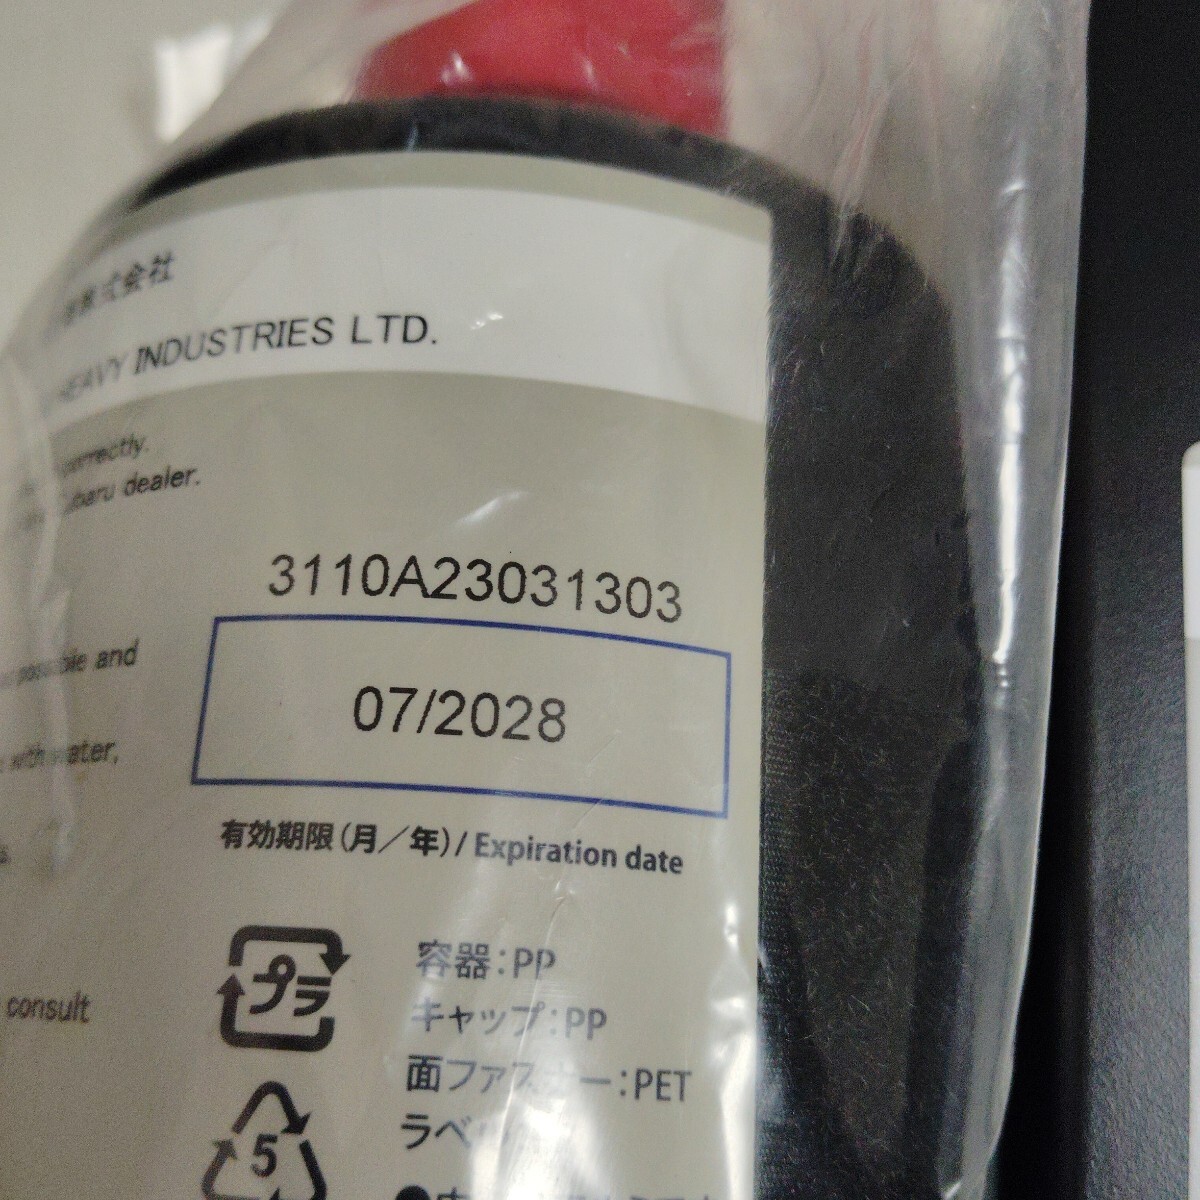 株式会社
HEAVY INDUSTRIES LTD.
correctly.
Subaru dealer.
3110A23031303
and
07/2028
with water,
有効期限(月/年)/ Expiration date
プラ
容器:PP
consult
キャップ:PP
面ファスナー:PET
5